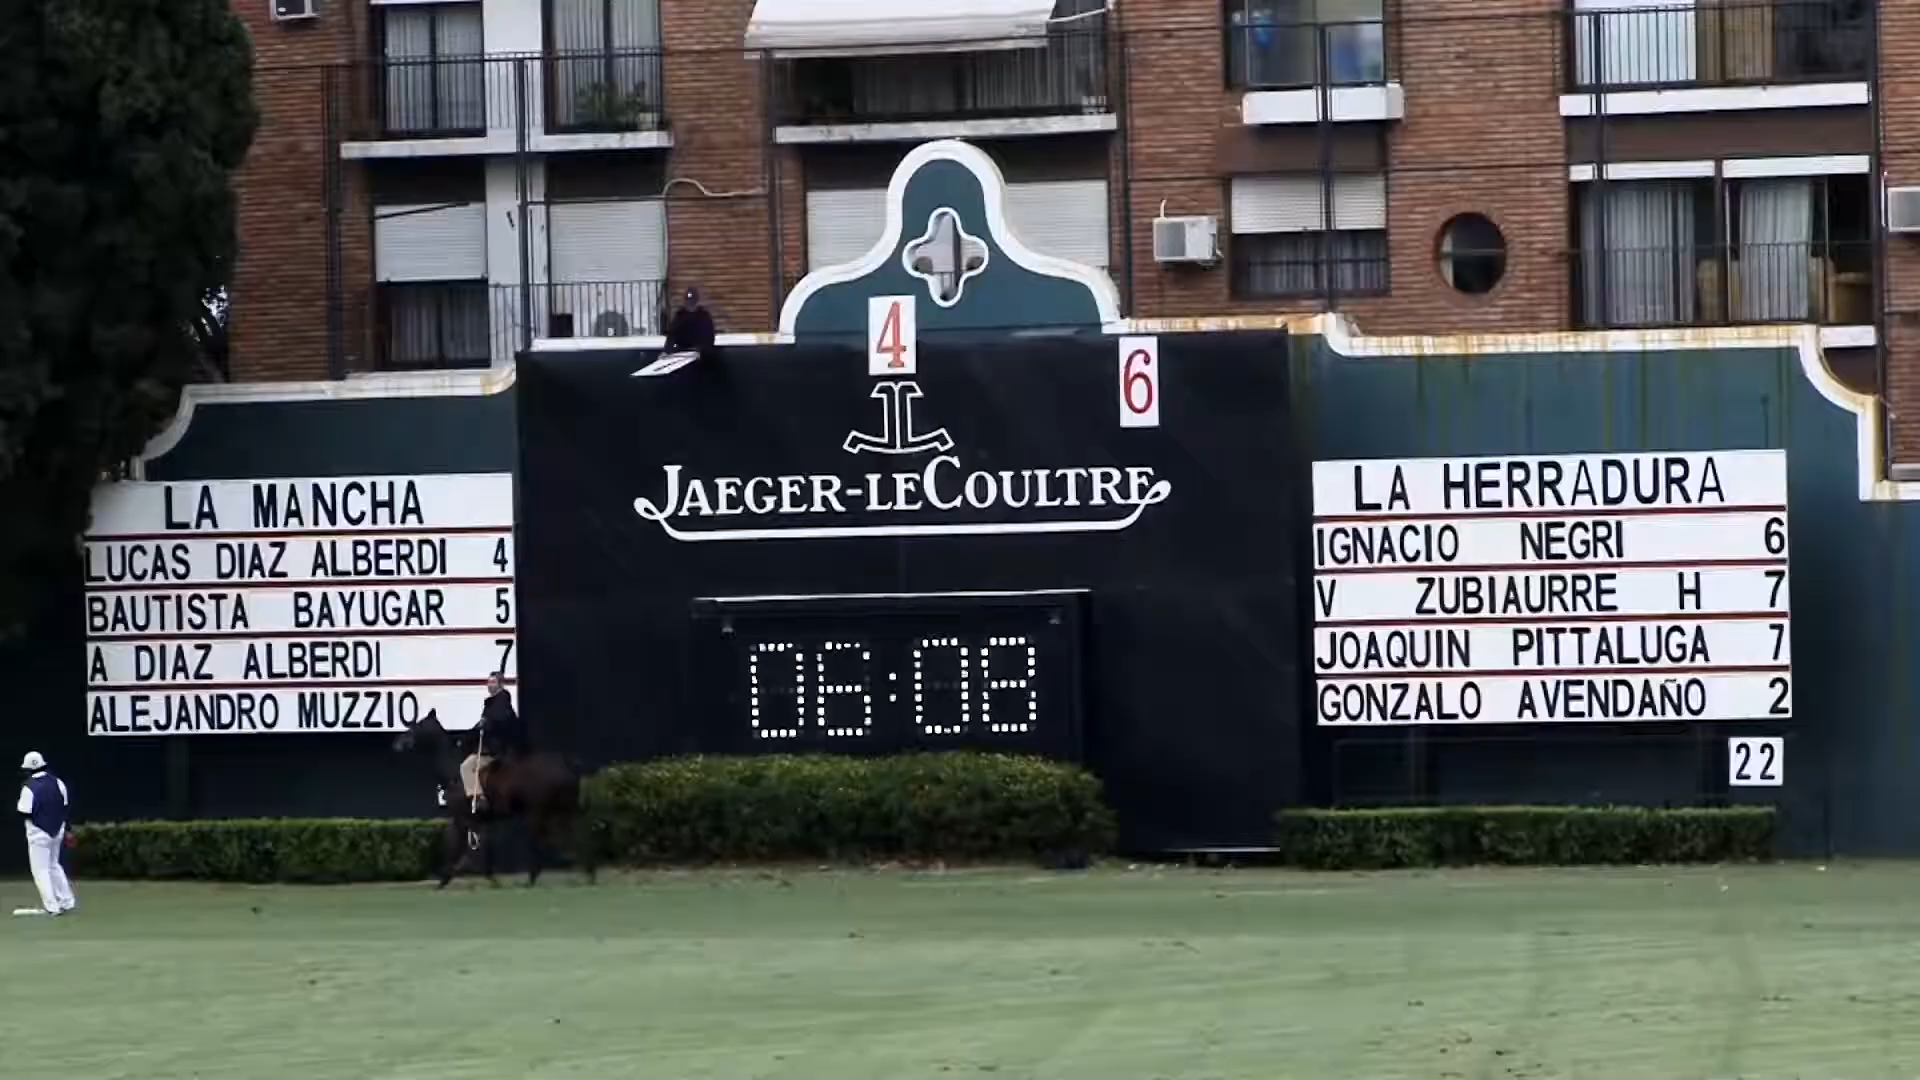 4
6
JAEGER-LECOULTRE
LA MANCHA
LUCAS DIAZ ALBERDI 4
BAUTISTA BAYUGAR 5
A DIAZ ALBERDI 7
ALEJANDRO MUZZIO
06:08
LA HERRADURA
IGNACIO NEGRI 6
V ZUBIAURRE H 7
JOAQUIN PITTALUGA 7
GONZALO AVENDAÑO 2
22